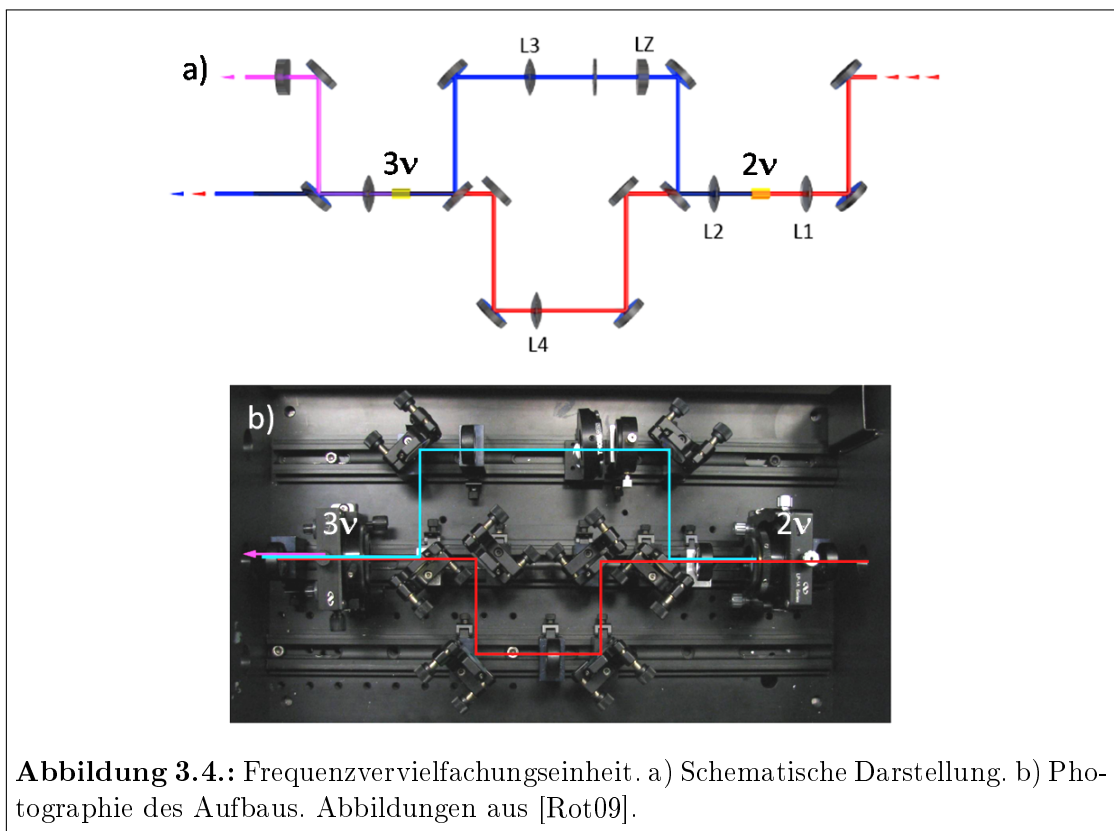 a)
L3
LZ
3ν
2ν
L2
L1
L4
b)
3ν
2ν
Abbildung 3.4.: Frequenzvervielfachungseinheit. a) Schematische Darstellung. b) Pho-
tographie des Aufbaus. Abbildungen aus [Rot09].